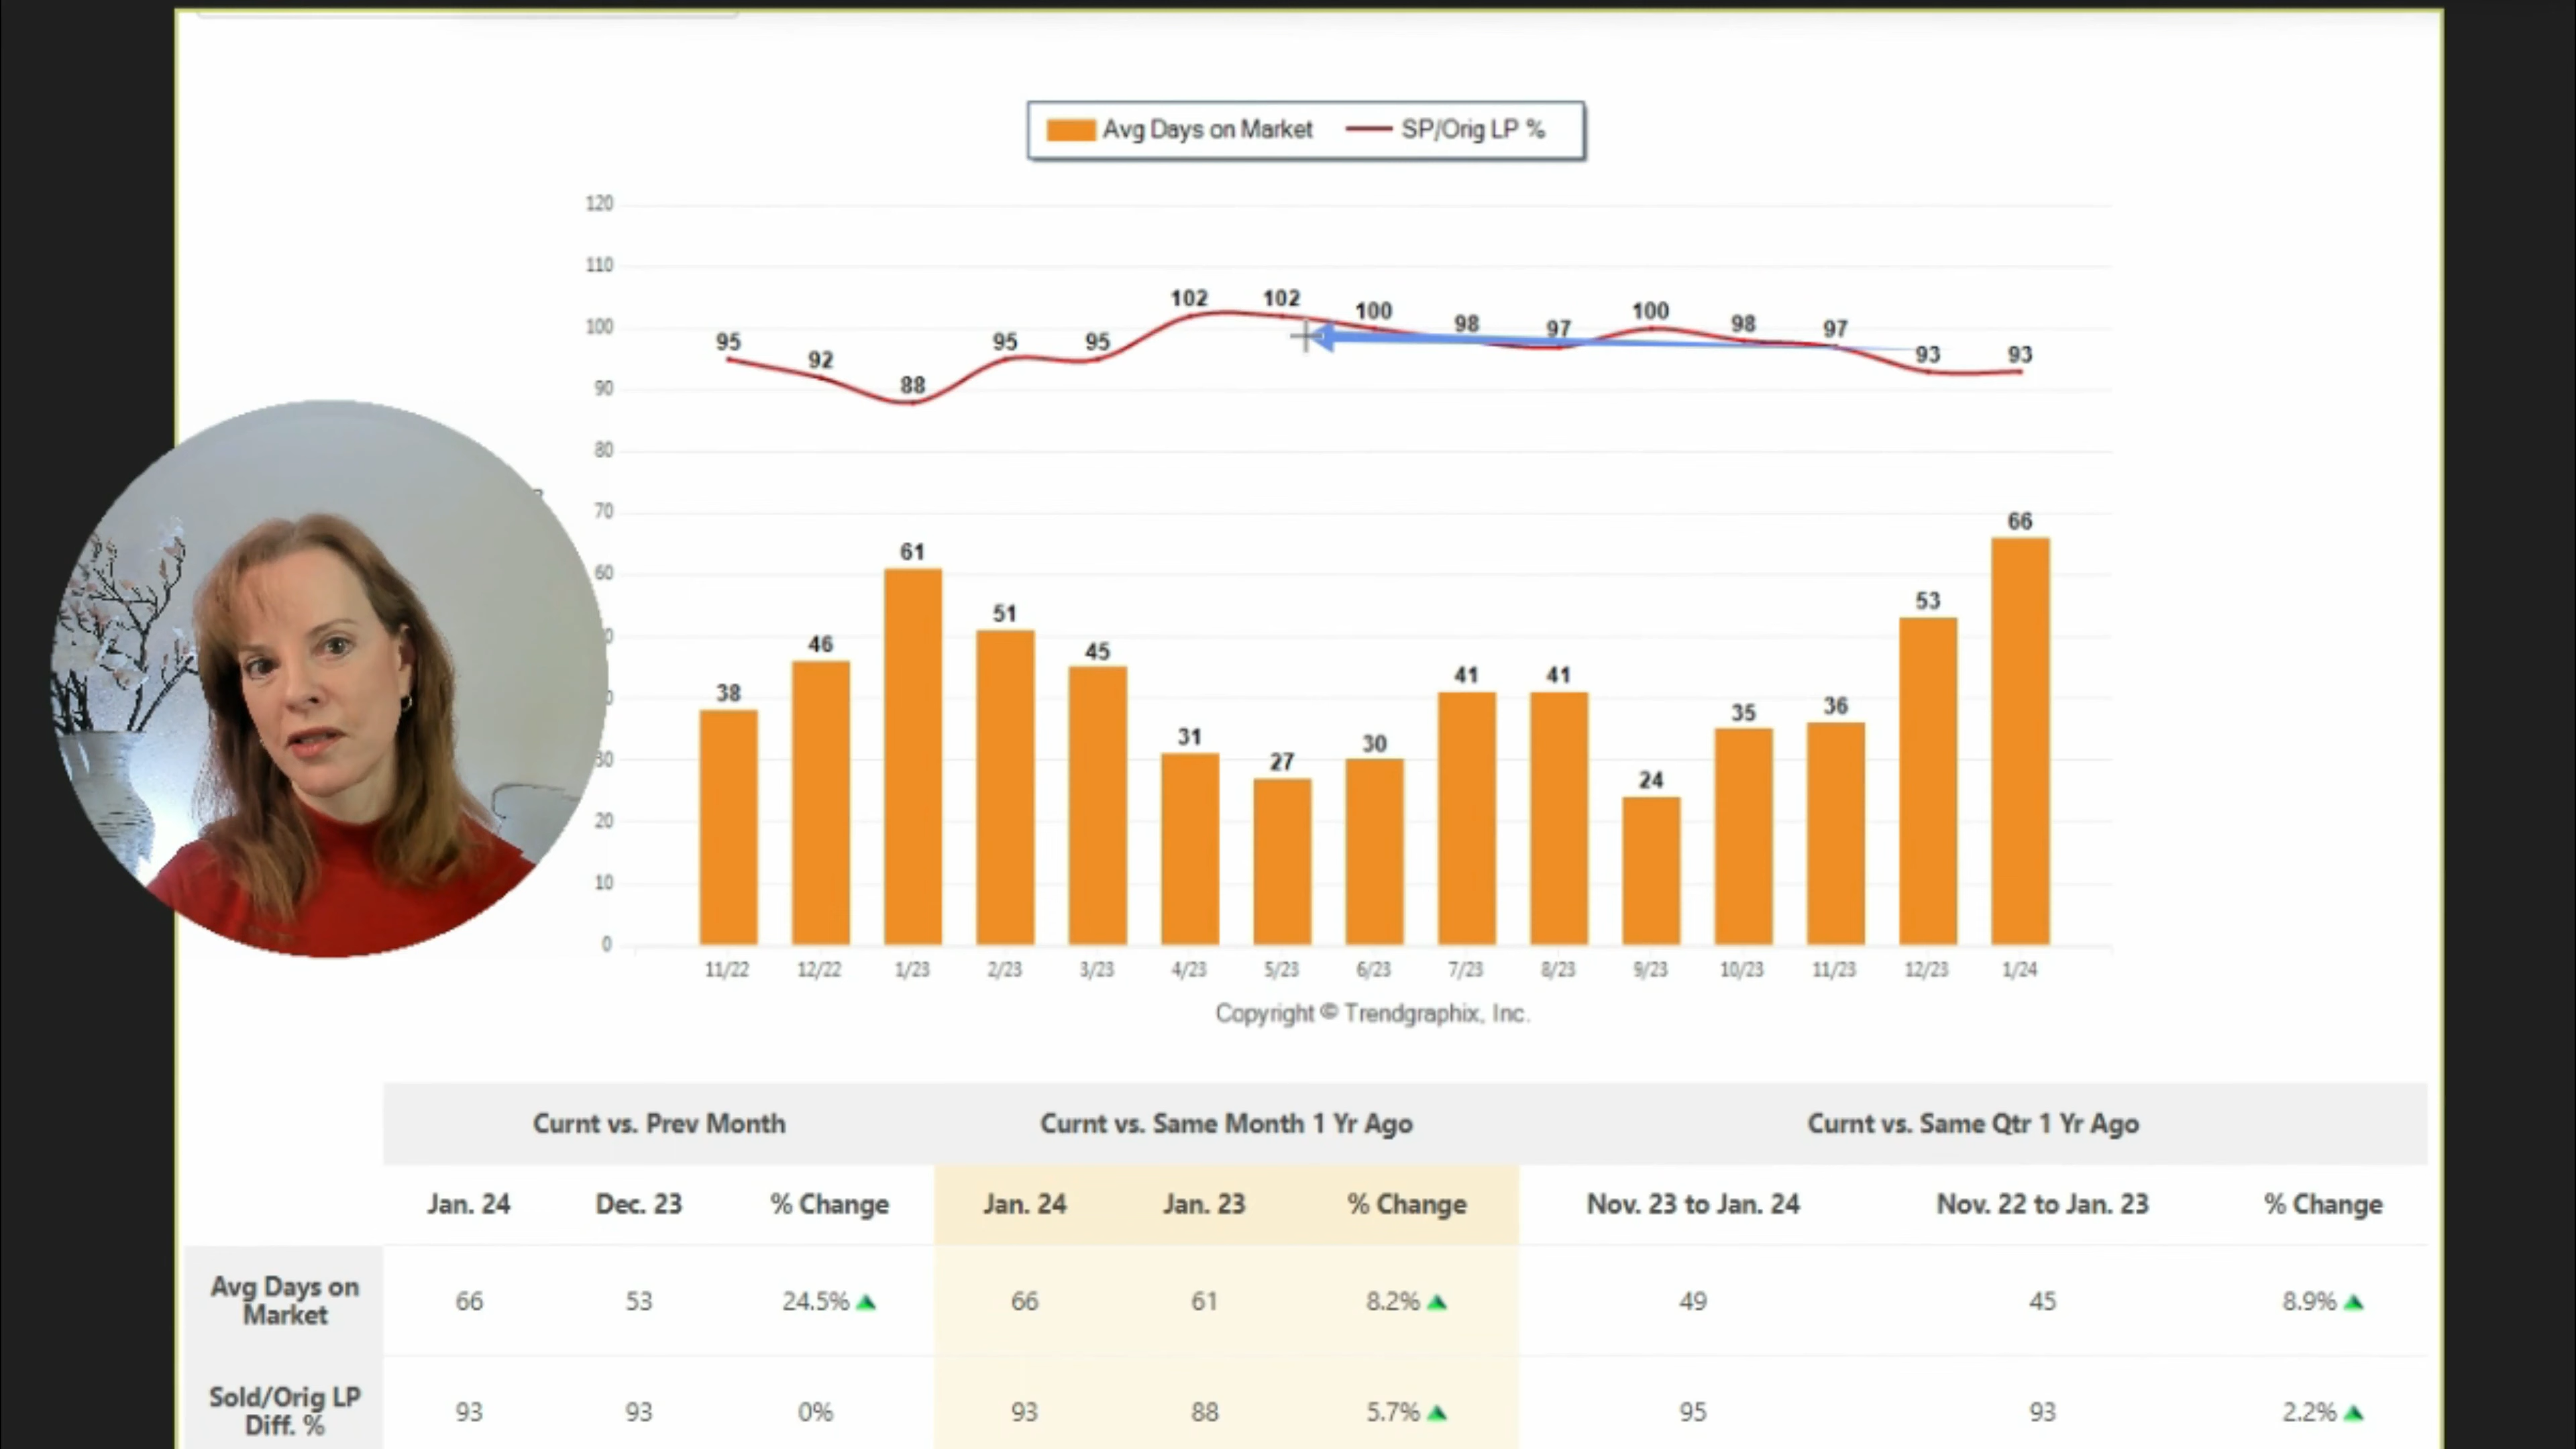 Avg Days on Market SP/Orig LP %
120
110
100
90
80
70
60
30
20
10
0
95 92 88 95 95 102 102 100 98 97 100 98 97 93 93
38 46 61 51 45 31 27 30 41 41 24 35 36 53 66
11/22 12/22 1/23 2/23 3/23 4/23 5/23 6/23 7/23 8/23 9/23 10/23 11/23 12/23 1/24
Copyright © Trendgraphix, Inc.
Curnt vs. Prev Month Curnt vs. Same Month 1 Yr Ago Curnt vs. Same Qtr 1 Yr Ago
Jan. 24 Dec. 23 % Change Jan. 24 Jan. 23 % Change Nov. 23 to Jan. 24 Nov. 22 to Jan. 23 % Change
Avg Days on
Market
66 53 24.5% 66 61 8.2% 49 45 8.9%
Sold/Orig LP
Diff. %
93 93 0% 93 88 5.7% 95 93 2.2%